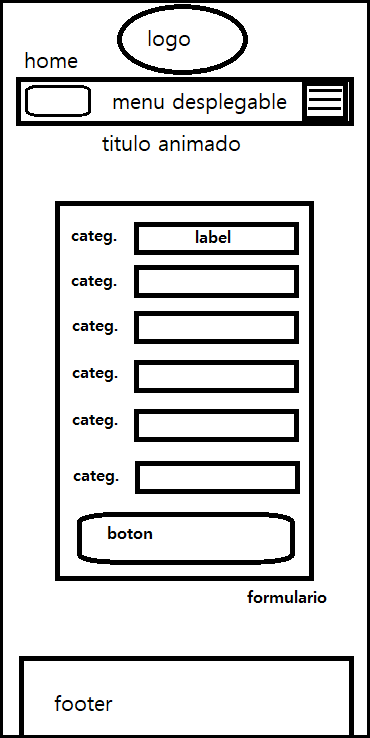 logo
home
menu desplegable
titulo animado
categ.
label
categ.
categ.
categ.
categ.
categ.
boton
formulario
footer